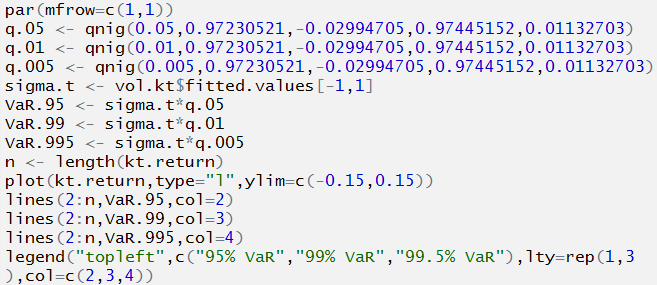 par(mfrow=c(1,1))
q.05 <- qnig(0.05,0.97230521,-0.02994705,0.97445152,0.01132703)
q.01 <- qnig(0.01,0.97230521,-0.02994705,0.97445152,0.01132703)
q.005 <- qnig(0.005,0.97230521,-0.02994705,0.97445152,0.01132703)
sigma.t <- vol.kt$fitted.values[-1,1]
VaR.95 <- sigma.t*q.05
VaR.99 <- sigma.t*q.01
VaR.995 <- sigma.t*q.005
n <- length(kt.return)
plot(kt.return,type="l",ylim=c(-0.15,0.15))
lines(2:n,VaR.95,col=2)
lines(2:n,VaR.99,col=3)
lines(2:n,VaR.995,col=4)
legend("topleft",c("95% VaR","99% VaR","99.5% VaR"),lty=rep(1,3
),col=c(2,3,4))